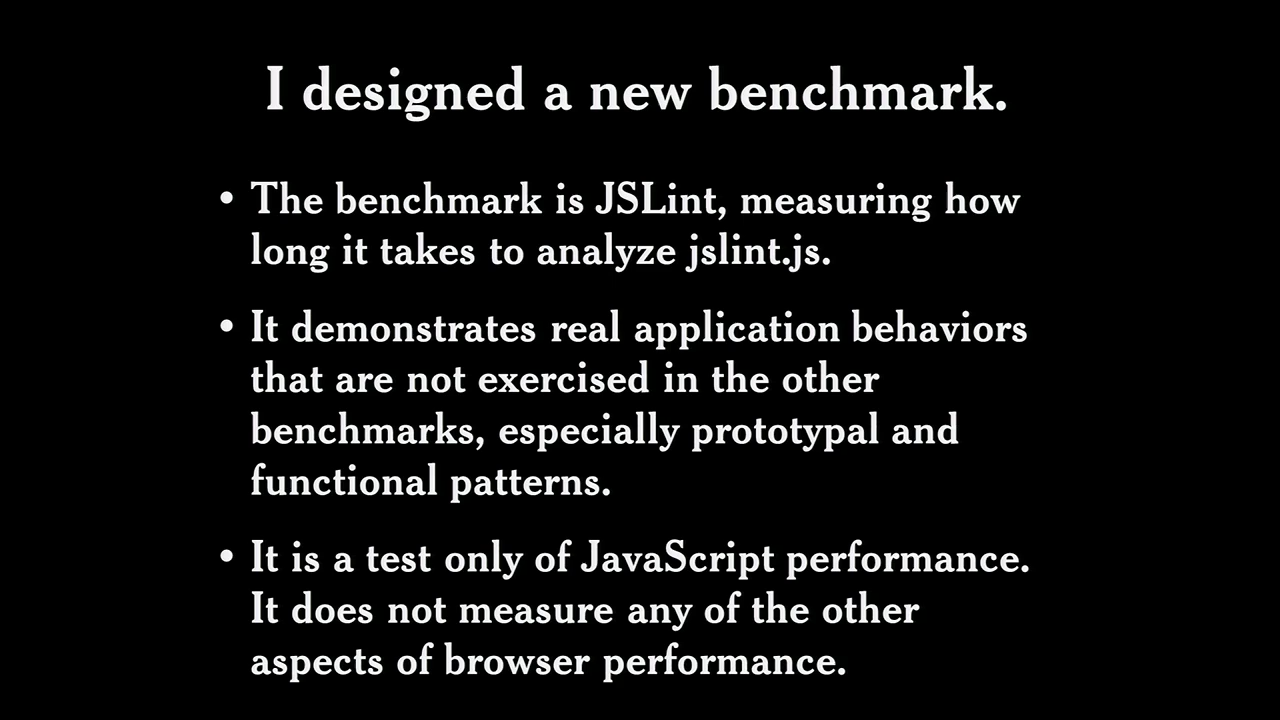 I designed a new benchmark.
• The benchmark is JSLint, measuring how
long it takes to analyze jslint.js.
• It demonstrates real application behaviors
that are not exercised in the other
benchmarks, especially prototypal and
functional patterns.
• It is a test only of JavaScript performance.
It does not measure any of the other
aspects of browser performance.